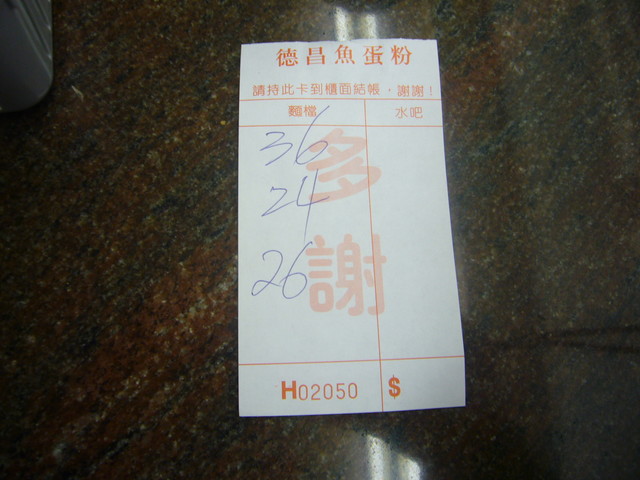 德昌魚蛋粉
請持此卡到櫃面結帳，謝謝！
麵檔 水吧
36
24
26
多謝
H02050 $